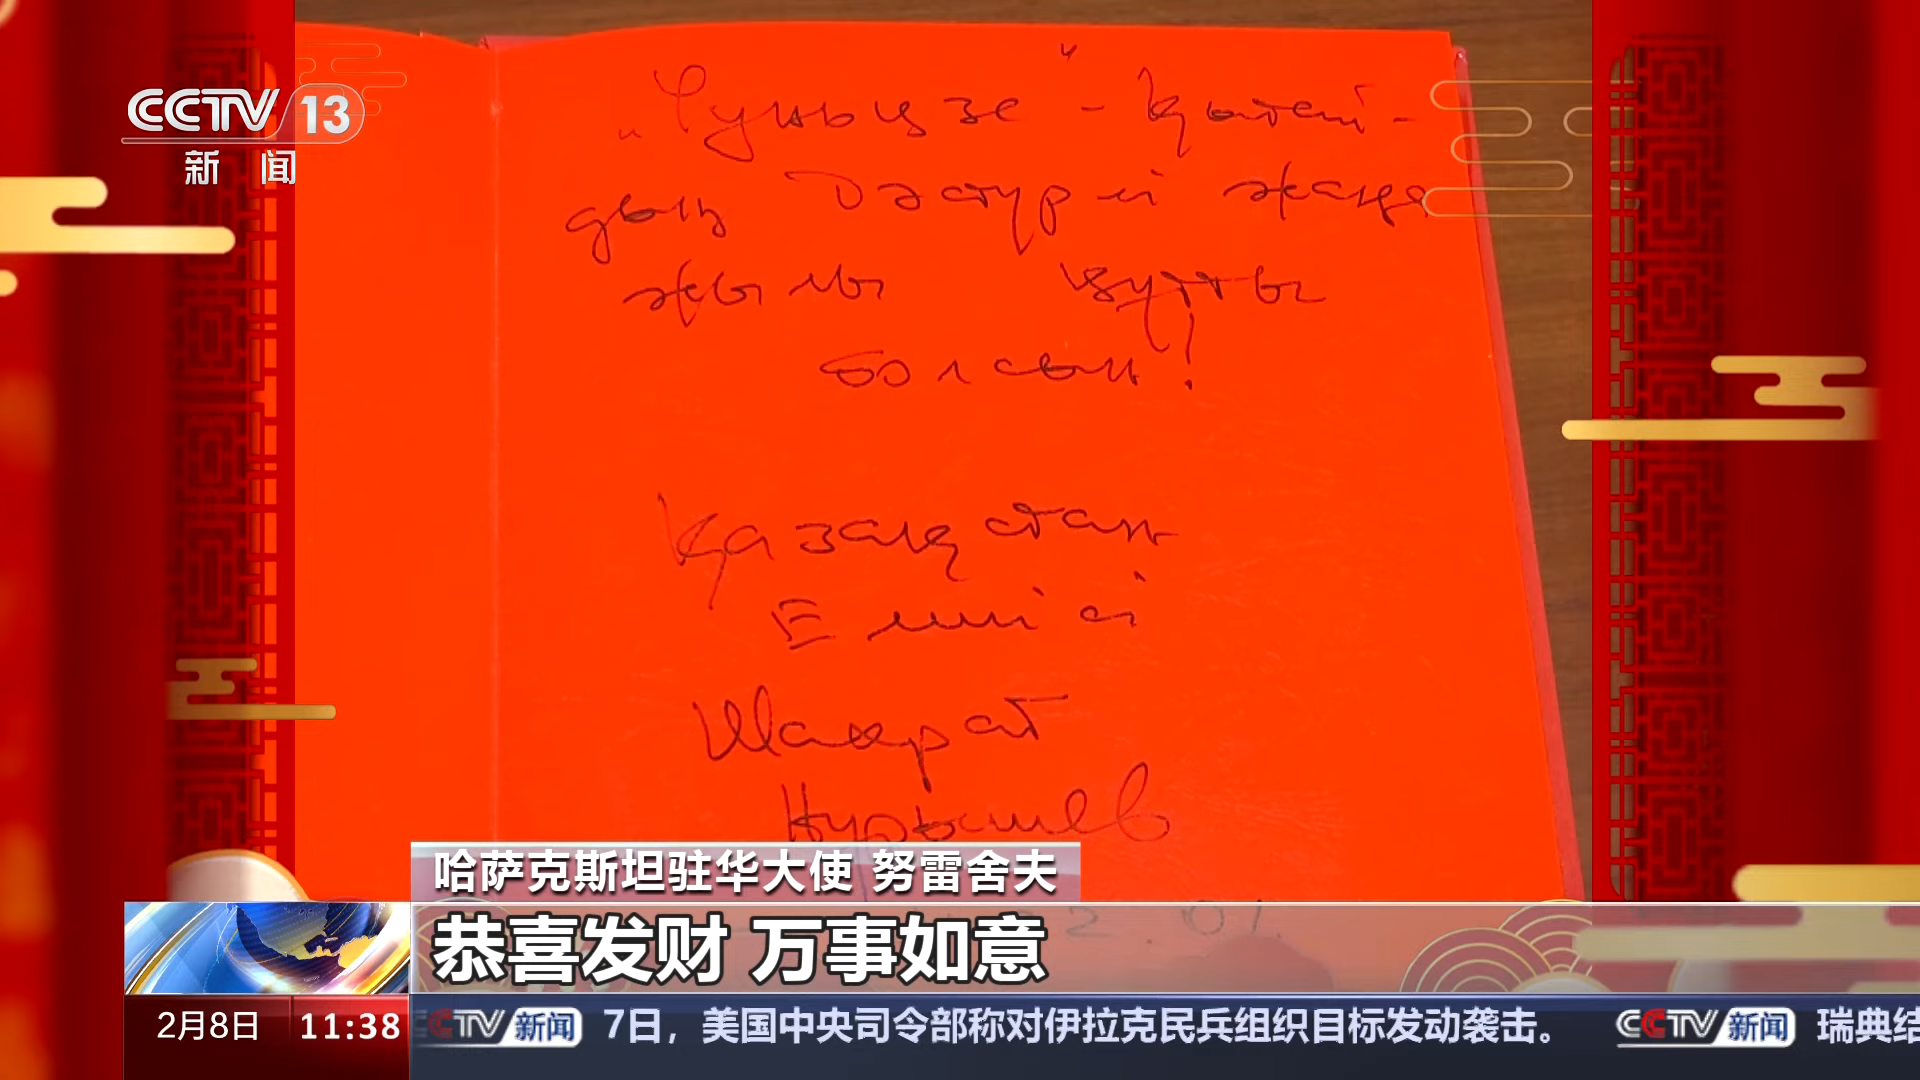 CCTV 13
新闻
„Чуньцзе" - Қытай-
дың дәстүрлі жаңа
жылы құтты
болсын!
Қазақстан
Елшісі
Шахрат
Нурышев
哈萨克斯坦驻华大使 努雷舍夫
恭喜发财 万事如意
2月8日 11:38 CCTV新闻 7日，美国中央司令部称对伊拉克民兵组织目标发动袭击。 CCTV新闻 瑞典结